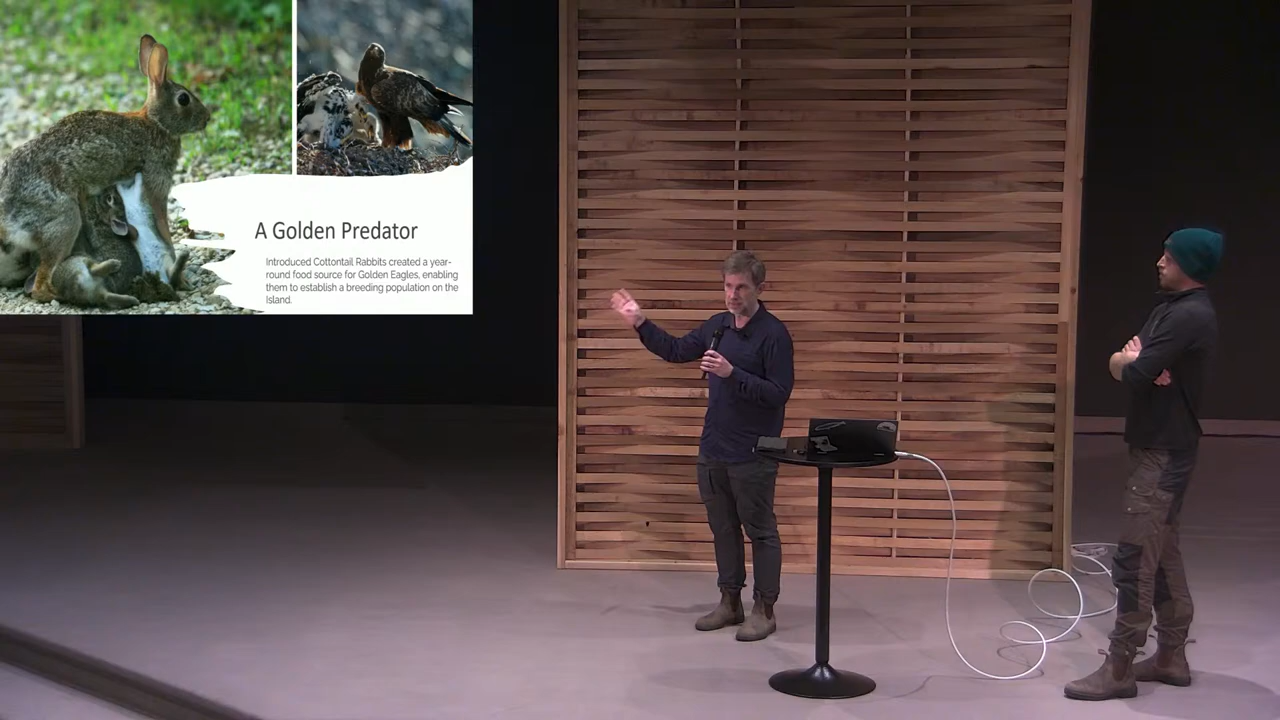 A Golden Predator
Introduced Cottontail Rabbits created a year-
round food source for Golden Eagles, enabling
them to establish a breeding population on the
Island.